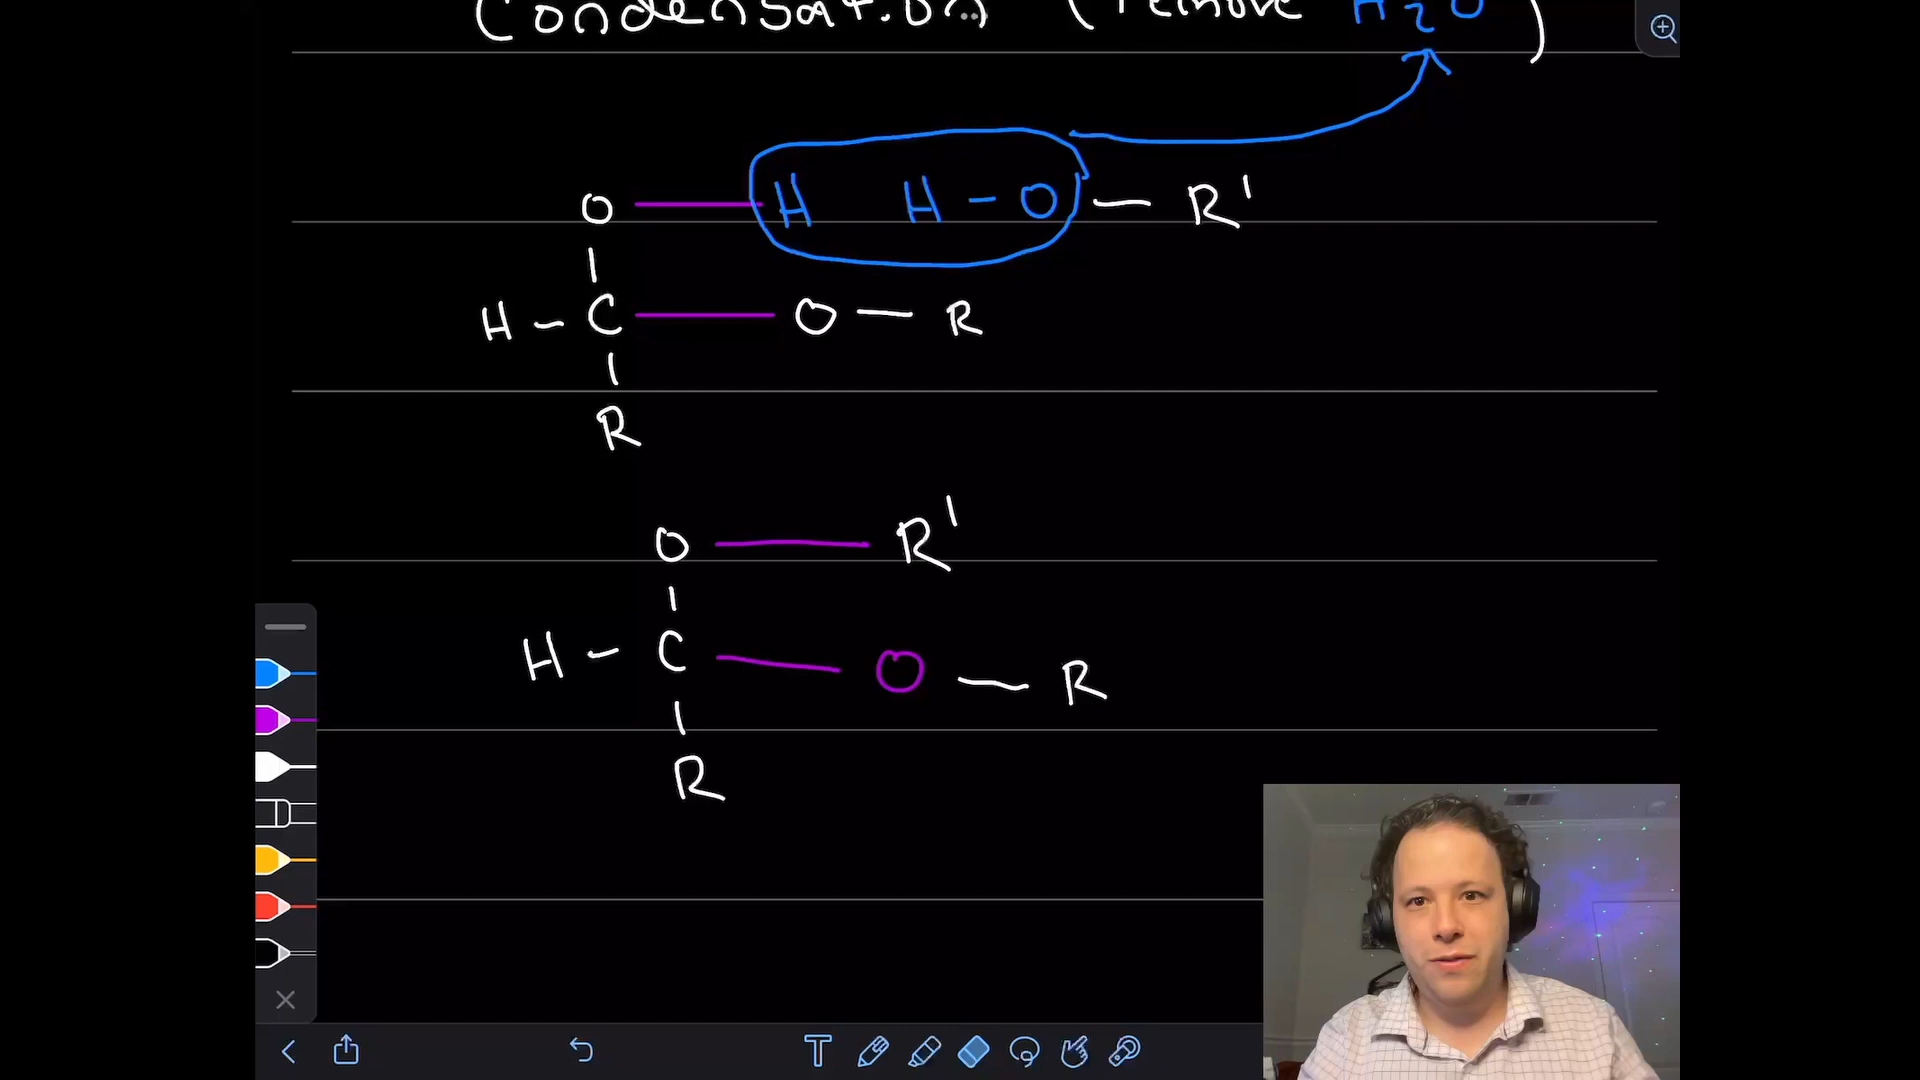 Condensation (remove H2O)
O — H H - O — R'
|
H - C — O — R
|
R
O — R'
|
H - C — O — R
|
R
T